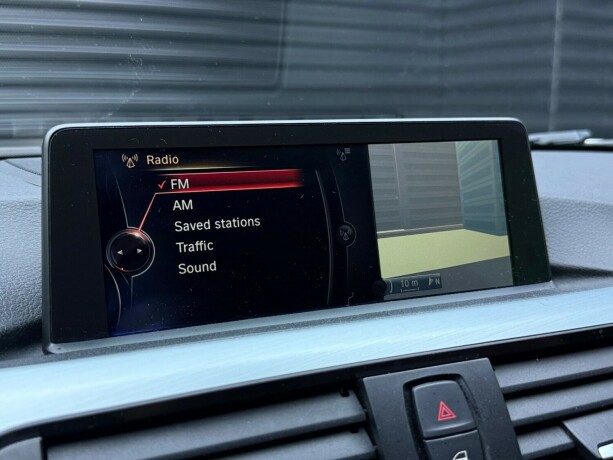 Radio
FM
AM
Saved stations
Traffic
Sound
10 m
N